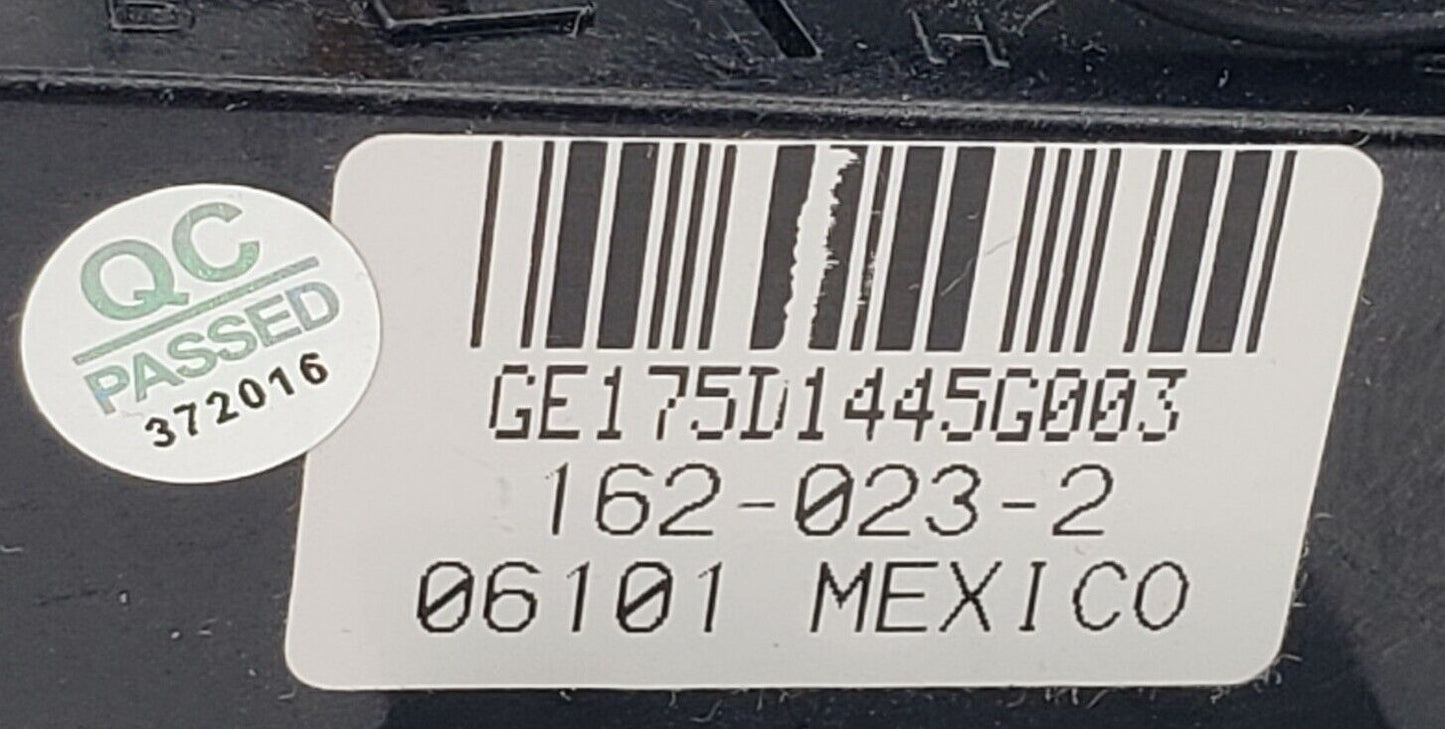 QC
PASSED
372016
GE175D1445G003
162-023-2
06101 MEXICO